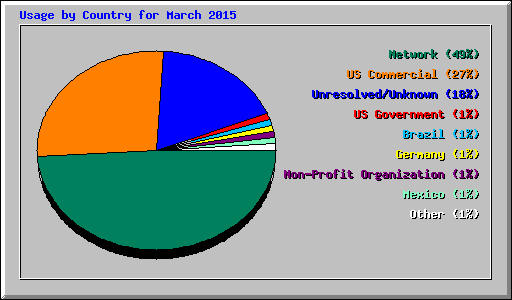 Usage by Country for March 2015
Network (49%)
US Commercial (27%)
Unresolved/Unknown (18%)
US Government (1%)
Brazil (1%)
Germany (1%)
Non-Profit Organization (1%)
Mexico (1%)
Other (1%)